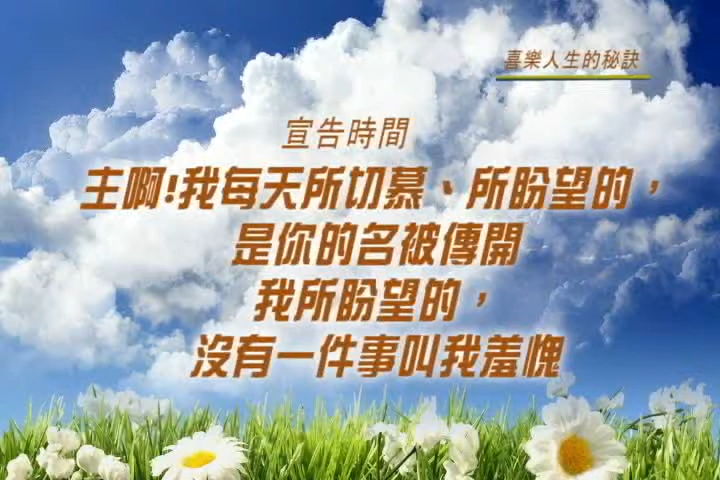 喜樂人生的秘訣
宣告時間
主啊!我每天所切慕、所盼望的，
是你的名被傳開
我所盼望的，
沒有一件事叫我羞愧